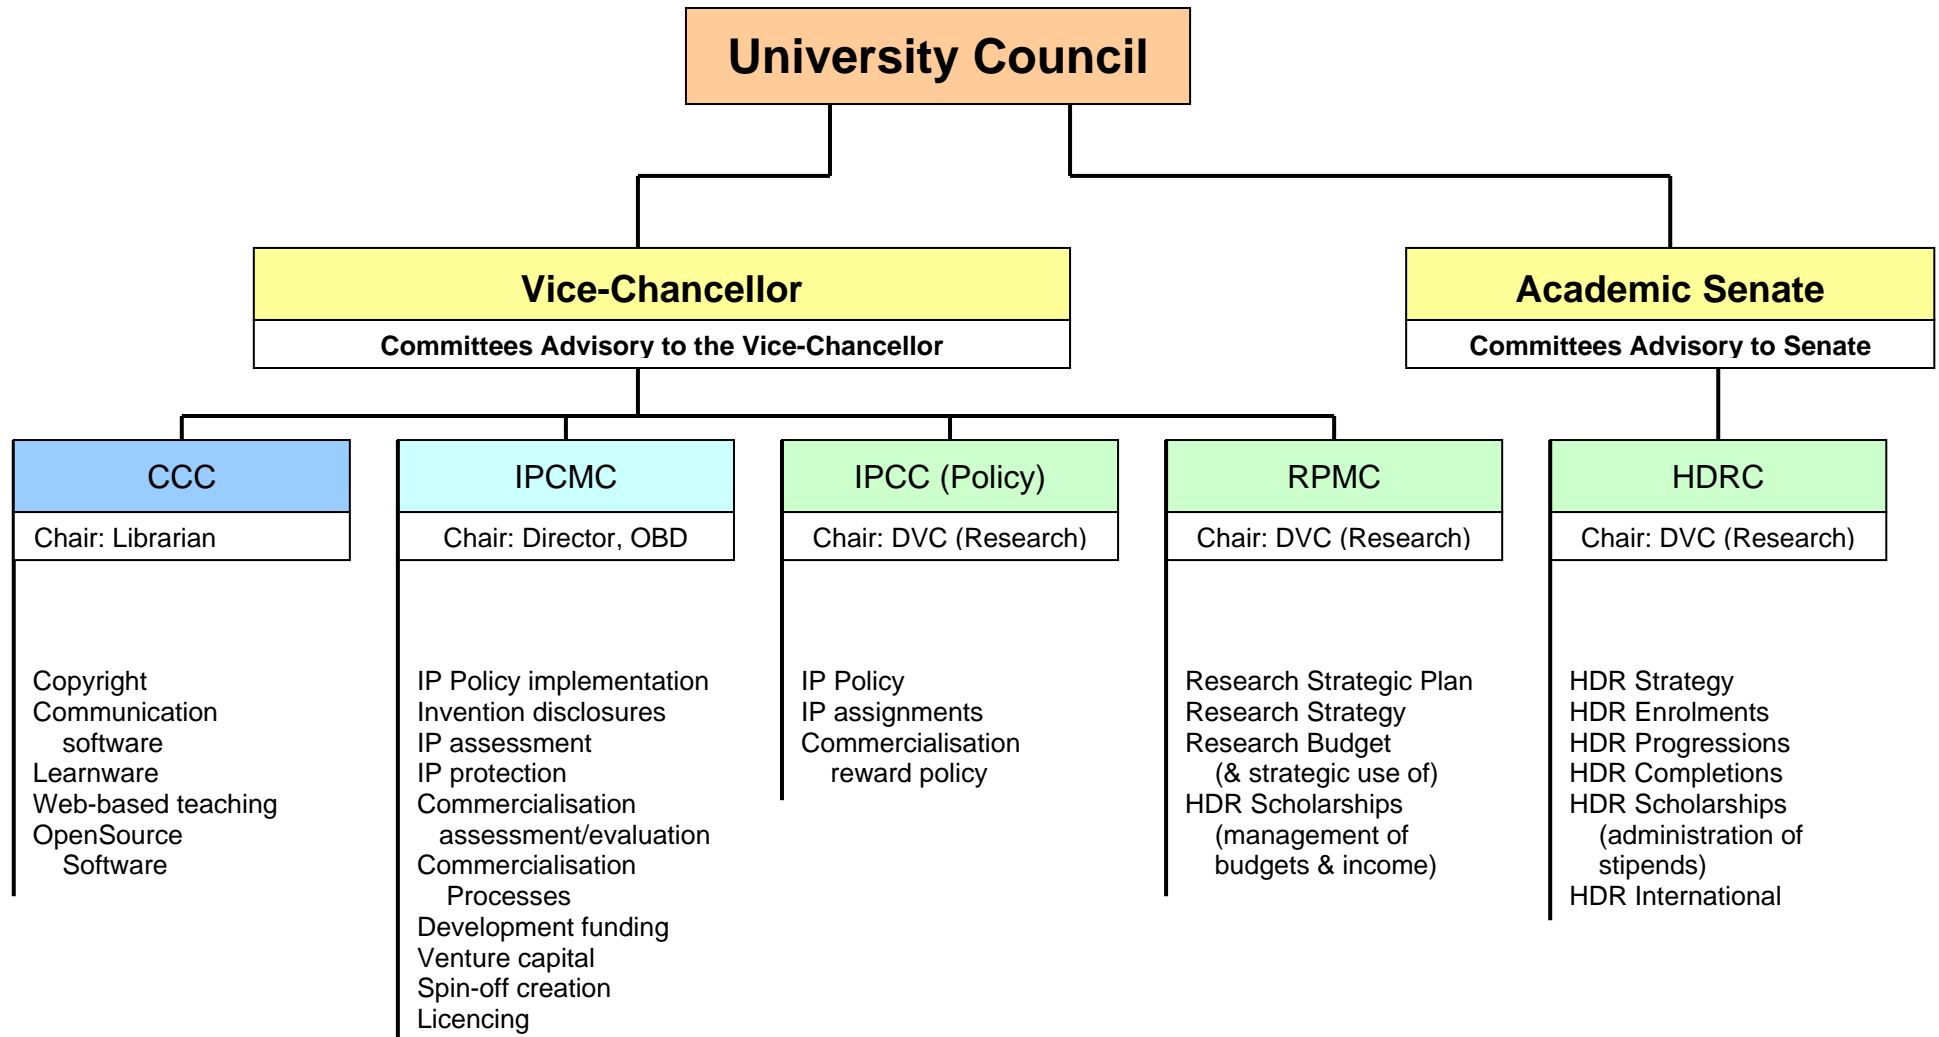 University Council
Vice-Chancellor
Committees Advisory to the Vice-Chancellor
Academic Senate
Committees Advisory to Senate
CCC
Chair: Librarian
Copyright
Communication
software
Learnware
Web-based teaching
OpenSource
Software
IPCMC
Chair: Director, OBD
IP Policy implementation
Invention disclosures
IP assessment
IP protection
Commercialisation
assessment/evaluation
Commercialisation
Processes
Development funding
Venture capital
Spin-off creation
Licencing
IPCC (Policy)
Chair: DVC (Research)
IP Policy
IP assignments
Commercialisation
reward policy
RPMC
Chair: DVC (Research)
Research Strategic Plan
Research Strategy
Research Budget
(& strategic use of)
HDR Scholarships
(management of
budgets & income)
HDRC
Chair: DVC (Research)
HDR Strategy
HDR Enrolments
HDR Progressions
HDR Completions
HDR Scholarships
(administration of
stipends)
HDR International